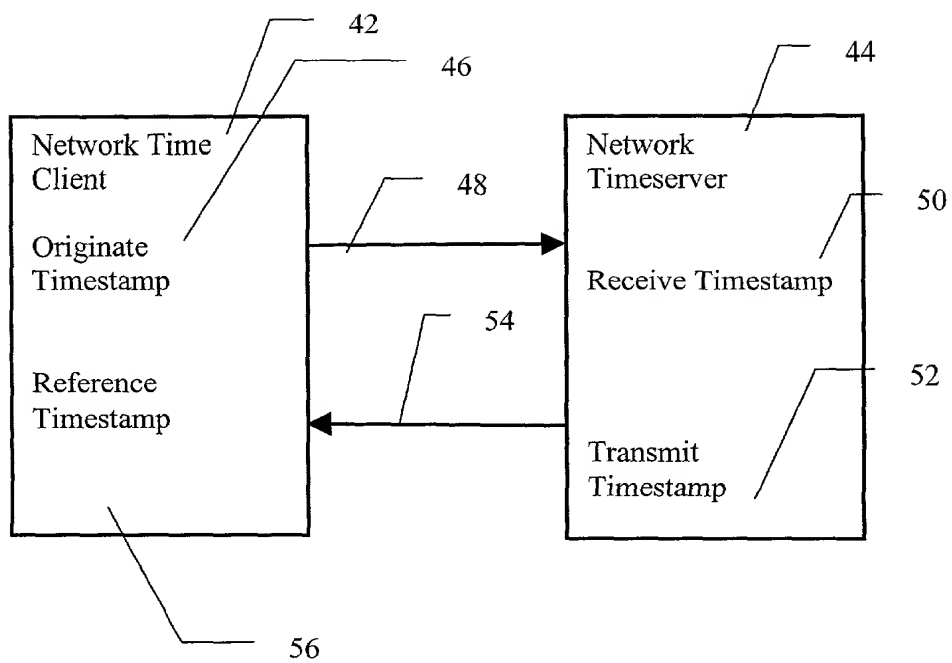 42
46
44
Network Time
Client
Network
Timeserver
48
50
Originate
Timestamp
Receive Timestamp
54
Reference
Timestamp
52
Transmit
Timestamp
56